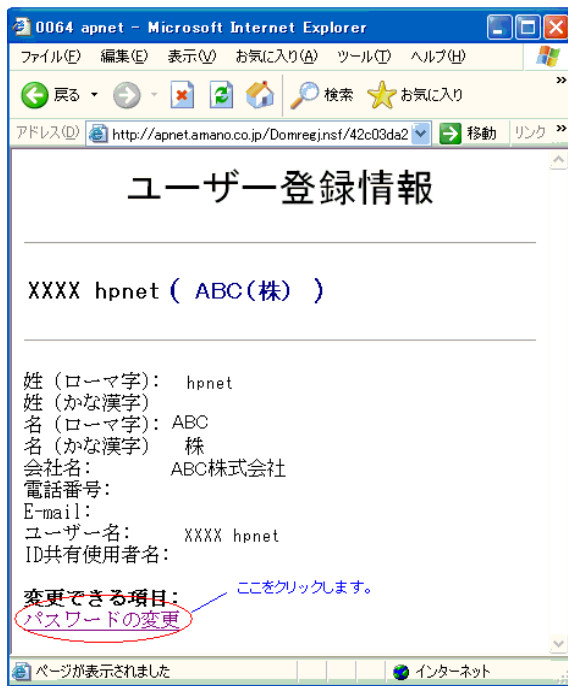 0064 apnet - Microsoft Internet Explorer
ファイル(F) 編集(E) 表示(V) お気に入り(A) ツール(T) ヘルプ(H)
戻る 検索 お気に入り »
アドレス(D) http://apnet.amano.co.jp/Domregj.nsf/42c03da2 移動 リンク »
ユーザー登録情報
XXXX hpnet ( ABC(株) )
姓 (ローマ字): hpnet
姓 (かな漢字)
名 (ローマ字): ABC
名 (かな漢字) 株
会社名: ABC株式会社
電話番号:
E-mail:
ユーザー名: XXXX hpnet
ID共有使用者名:
変更できる項目:
ここをクリックします。
パスワードの変更
ページが表示されました インターネット